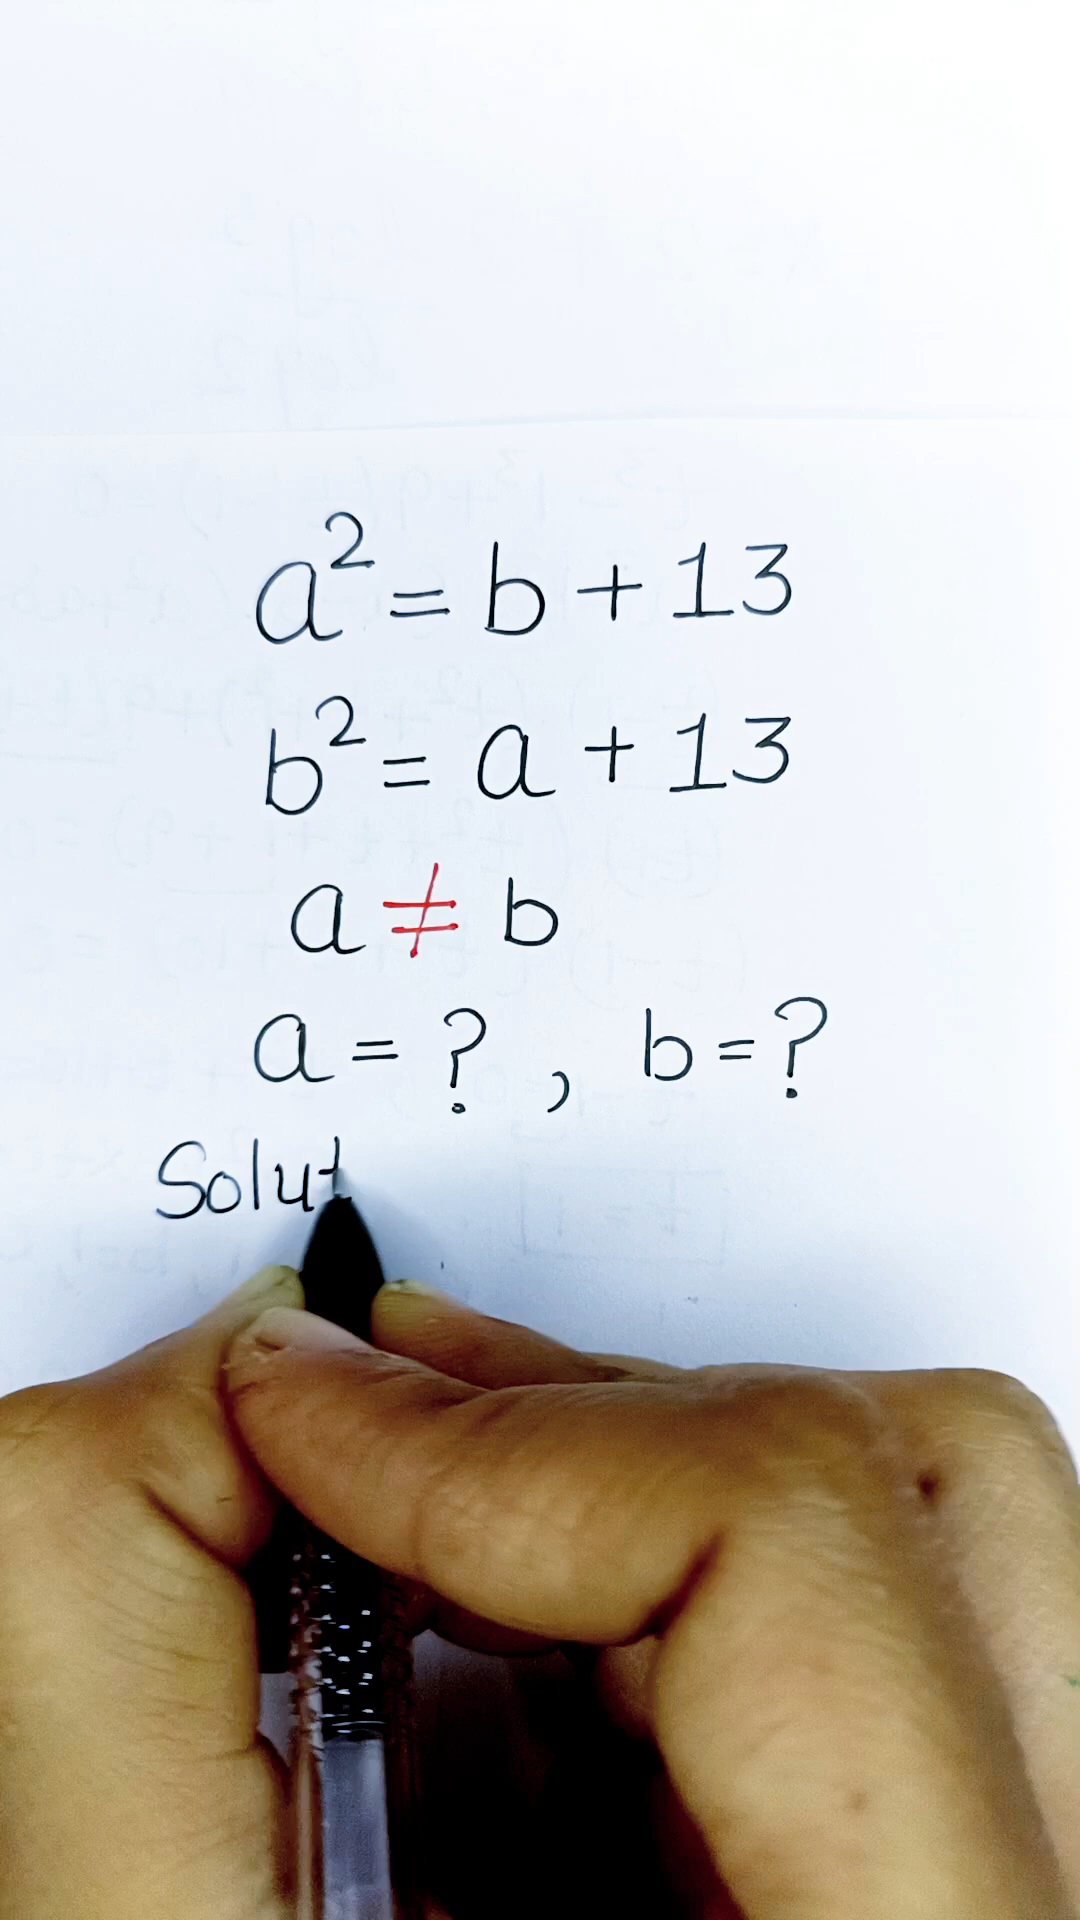 a² = b + 13
b² = a + 13
a ≠ b
a = ? , b = ?
Solut